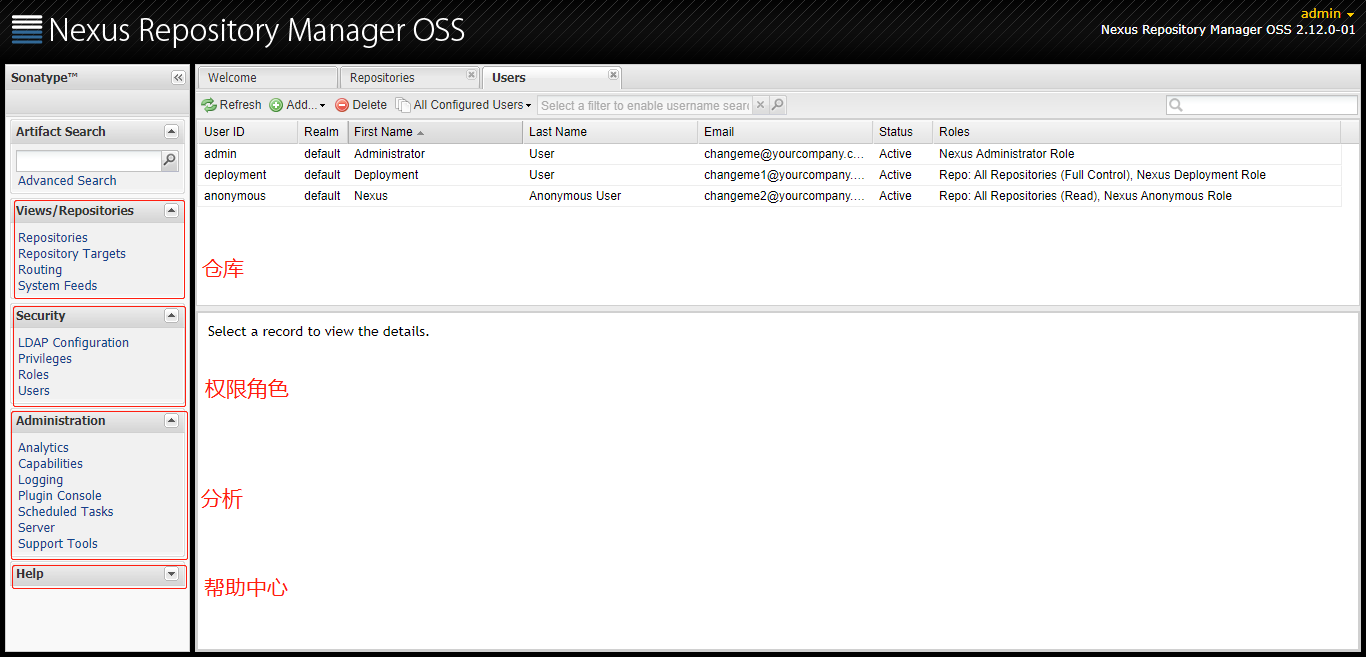 Nexus Repository Manager OSS
admin
Nexus Repository Manager OSS 2.12.0-01
Sonatype™
Artifact Search
Advanced Search
Views/Repositories
Repositories
Repository Targets
Routing
System Feeds
Security
LDAP Configuration
Privileges
Roles
Users
Administration
Analytics
Capabilities
Logging
Plugin Console
Scheduled Tasks
Server
Support Tools
Help
Welcome Repositories Users
Refresh Add... Delete All Configured Users Select a filter to enable username sear
User ID Realm First Name Last Name Email Status Roles
admin default Administrator User changeme@yourcompany.c... Active Nexus Administrator Role
deployment default Deployment User changeme1@yourcompany.... Active Repo: All Repositories (Full Control), Nexus Deployment Role
anonymous default Nexus Anonymous User changeme2@yourcompany.... Active Repo: All Repositories (Read), Nexus Anonymous Role
仓库
Select a record to view the details.
权限角色
分析
帮助中心